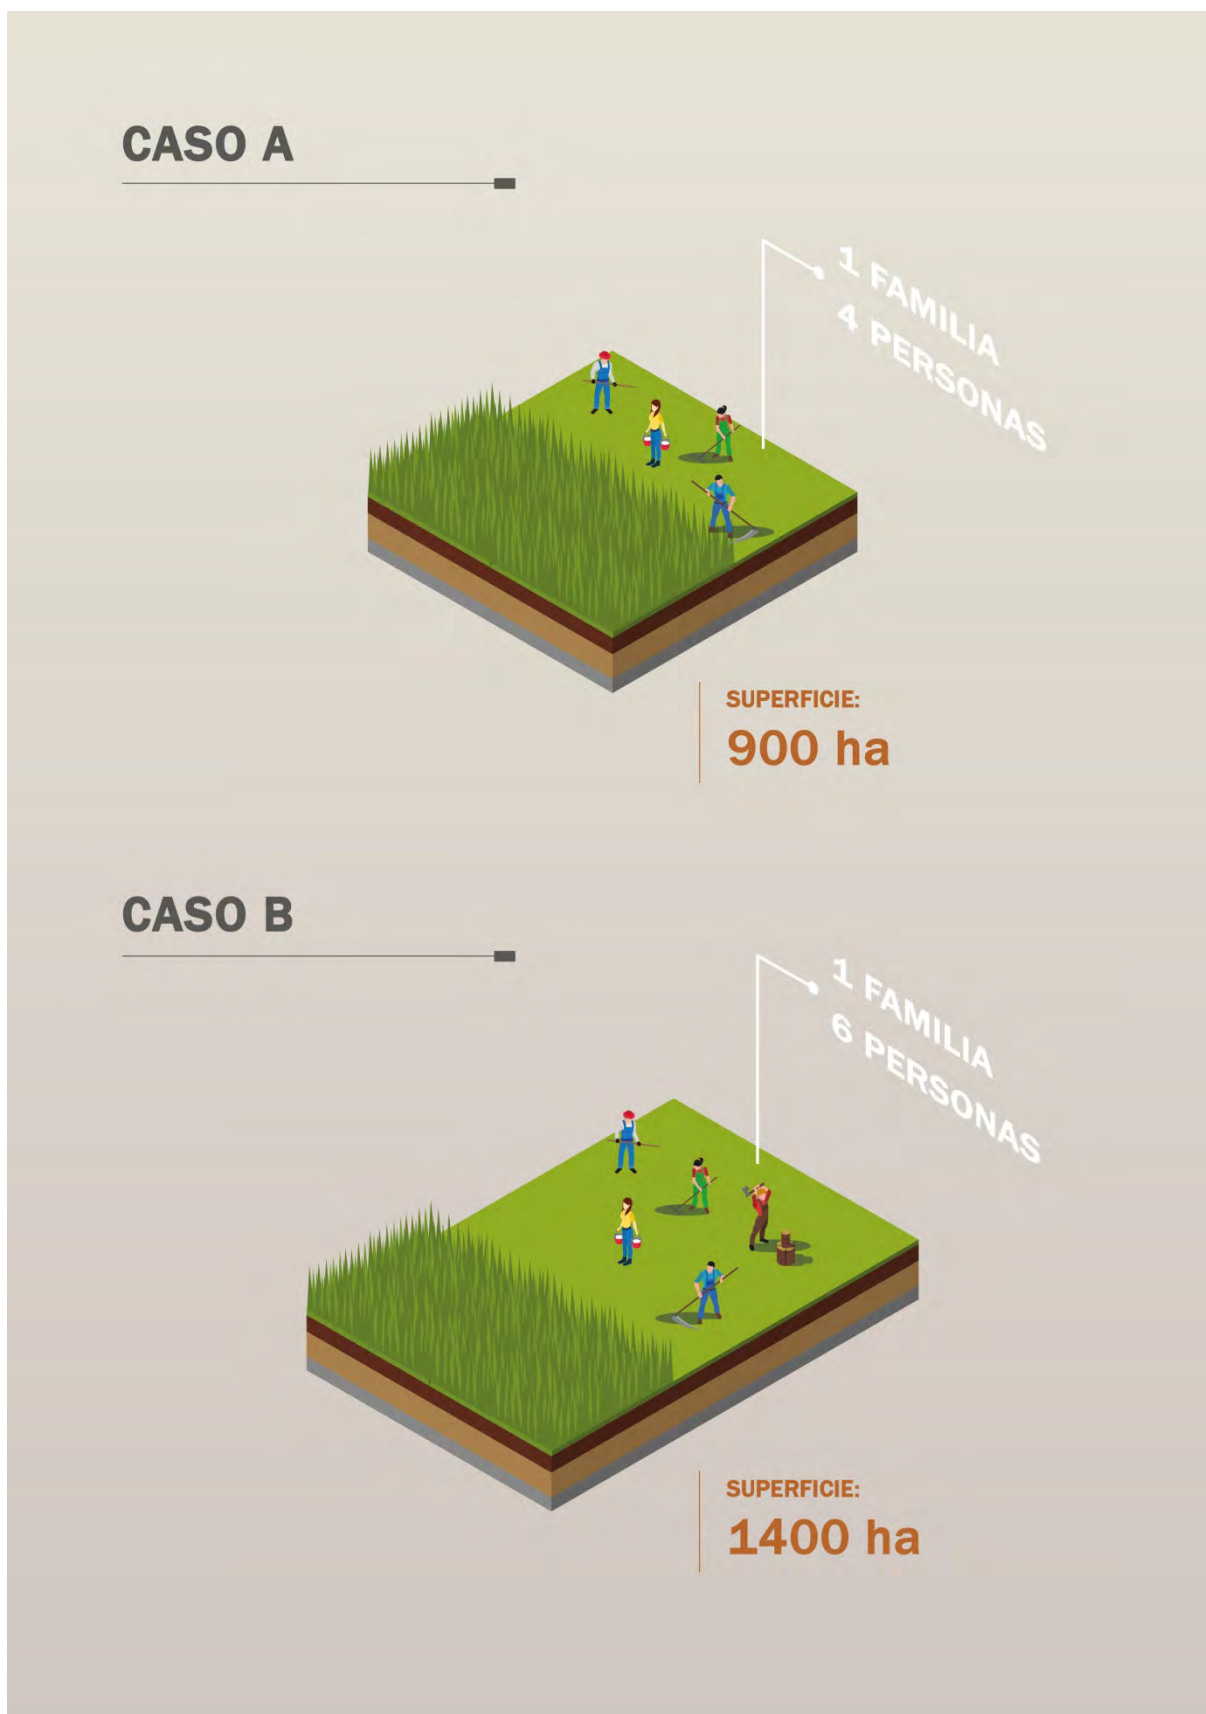 CASO A
1 FAMILIA
4 PERSONAS
SUPERFICIE:
900 ha
CASO B
1 FAMILIA
6 PERSONAS
SUPERFICIE:
1400 ha